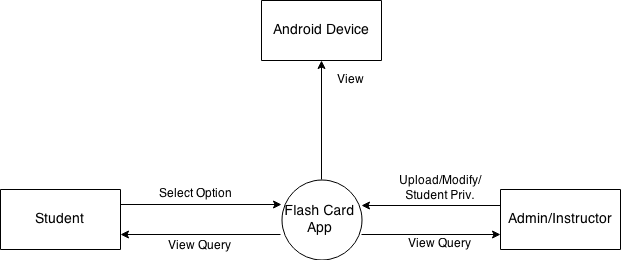 Android Device
View
Select Option
Upload/Modify/
Student Priv.
Student
Flash Card
App
Admin/Instructor
View Query
View Query